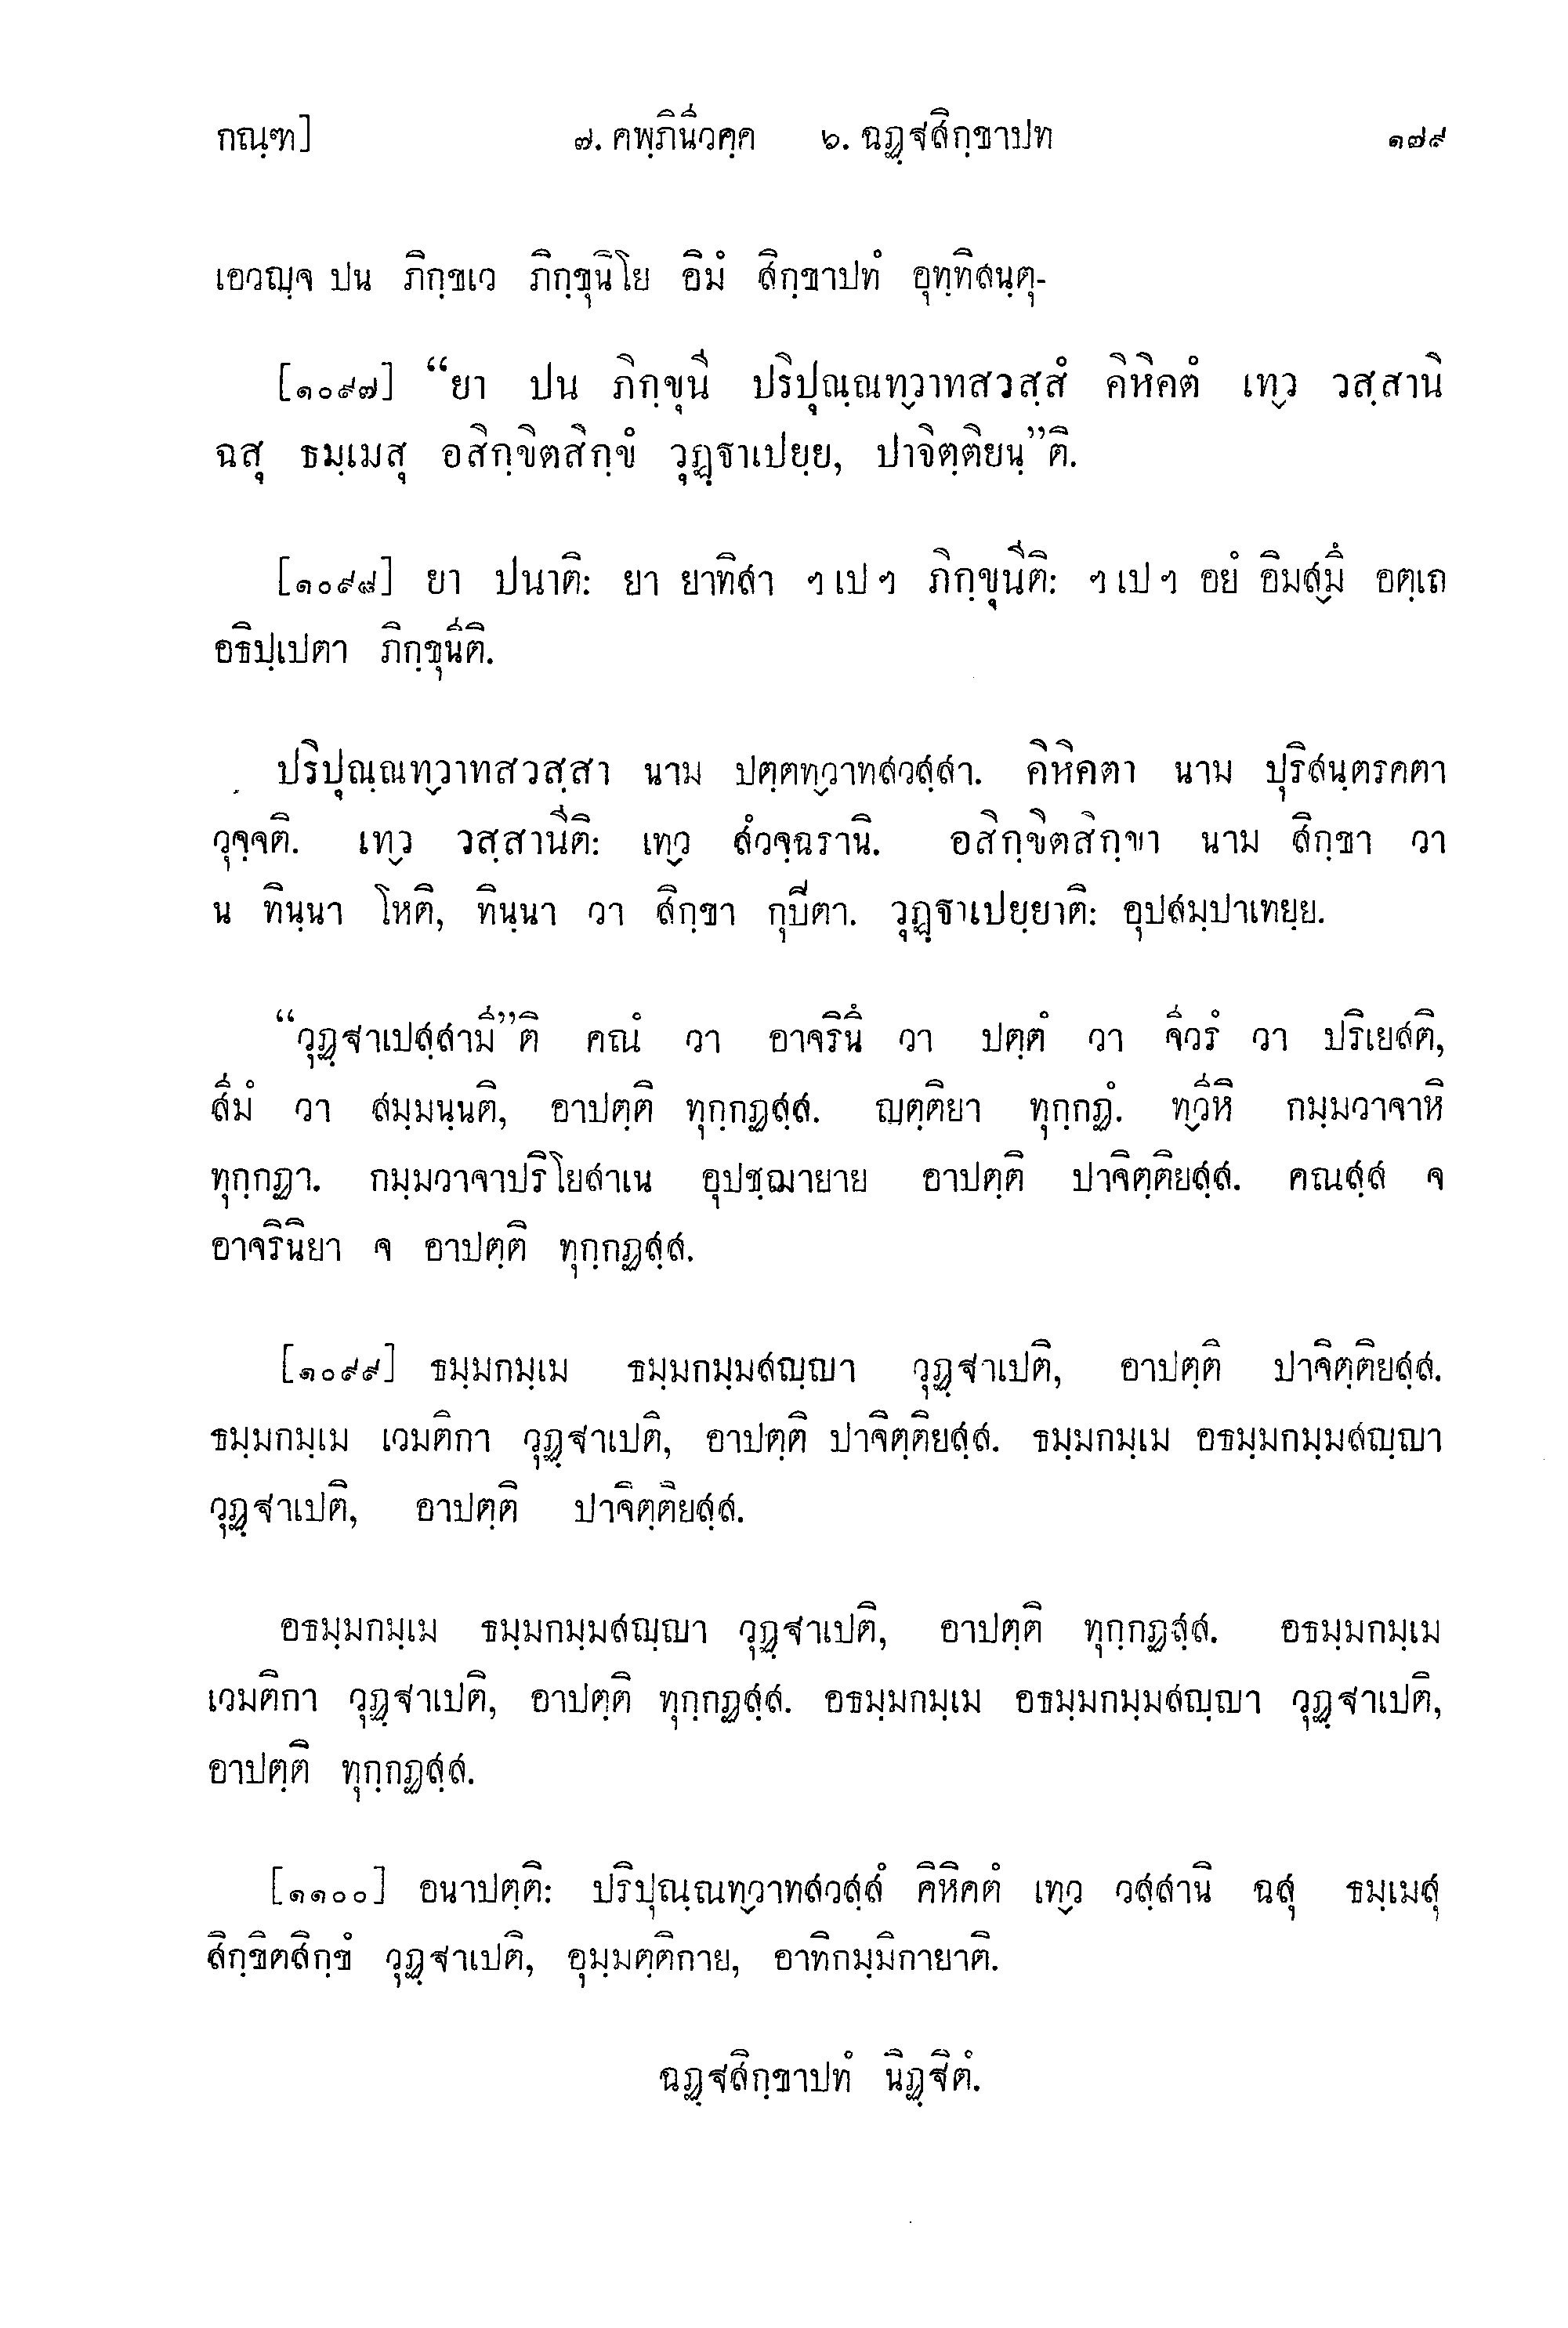 กณฺฑ] ๗. คพฺภินีวคฺค ๖. ฉฏฺฐสิกฺขาปท ๑๗๙
เอวญฺจ ปน ภิกฺขเว ภิกฺขุนิโย อิมํ สิกฺขาปทํ อุทฺทิสนฺตุ-
[๑๐๙๗] “ยา ปน ภิกฺขุนี ปริปุณฺณทฺวาทสวสฺสํ คิหิคตํ เทฺว วสฺสานิ
ฉสุ ธมฺเมสุ อสิกฺขิตสิกฺขํ วุฏฺฐาเปยฺย, ปาจิตฺติยนฺ”ติ.
[๑๐๙๘] ยา ปนาติ: ยา ยาทิสา ฯเปฯ ภิกฺขุนีติ: ฯเปฯ อยํ อิมสฺมึ อตฺเถ
อธิปฺเปตา ภิกฺขุนีติ.
ปริปุณฺณทฺวาทสวสฺสา นาม ปตฺตทฺวาทสวสฺสา. คิหิคตา นาม ปุริสนฺตรคตา
วุจฺจติ. เทฺว วสฺสานีติ: เทฺว สํวจฺฉรานิ. อสิกฺขิตสิกฺขา นาม สิกฺขา วา
น ทินฺนา โหติ, ทินฺนา วา สิกฺขา กุปีตา. วุฏฺฐาเปยฺยาติ: อุปสมฺปาเทยฺย.
“วุฏฺฐาเปสฺสามี”ติ คณํ วา อาจรินึ วา ปตฺตํ วา จีวรํ วา ปริเยสติ,
สีมํ วา สมฺมนฺนติ, อาปตฺติ ทุกฺกฏสฺส. ญตฺติยา ทุกฺกฏํ. ทฺวีหิ กมฺมวาจาหิ
ทุกฺกฏา. กมฺมวาจาปริโยสาเน อุปชฺฌายาย อาปตฺติ ปาจิตฺติยสฺส. คณสฺส จ
อาจรินิยา จ อาปตฺติ ทุกฺกฏสฺส.
[๑๐๙๙] ธมฺมกมฺเม ธมฺมกมฺมสญฺญา วุฏฺฐาเปติ, อาปตฺติ ปาจิตฺติยสฺส.
ธมฺมกมฺเม เวมติกา วุฏฺฐาเปติ, อาปตฺติ ปาจิตฺติยสฺส. ธมฺมกมฺเม อธมฺมกมฺมสญฺญา
วุฏฺฐาเปติ, อาปตฺติ ปาจิตฺติยสฺส.
อธมฺมกมฺเม ธมฺมกมฺมสญฺญา วุฏฺฐาเปติ, อาปตฺติ ทุกฺกฏสฺส. อธมฺมกมฺเม
เวมติกา วุฏฺฐาเปติ, อาปตฺติ ทุกฺกฏสฺส. อธมฺมกมฺเม อธมฺมกมฺมสญฺญา วุฏฺฐาเปติ,
อาปตฺติ ทุกฺกฏสฺส.
[๑๑๐๐] อนาปตฺติ: ปริปุณฺณทฺวาทสวสฺสํ คิหิคตํ เทฺว วสฺสานิ ฉสุ ธมฺเมสุ
สิกฺขิตสิกฺขํ วุฏฺฐาเปติ, อุมฺมตฺติกาย, อาทิกมฺมิกายาติ.
ฉฏฺฐสิกฺขาปทํ นิฏฺฐิตํ.